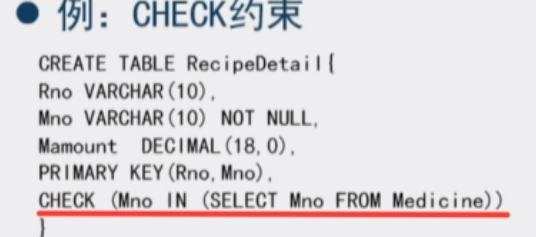 ● 例：CHECK约束
CREATE TABLE RecipeDetail{
Rno VARCHAR(10),
Mno VARCHAR(10) NOT NULL,
Mamount DECIMAL(18,0),
PRIMARY KEY(Rno,Mno),
CHECK (Mno IN (SELECT Mno FROM Medicine))
}